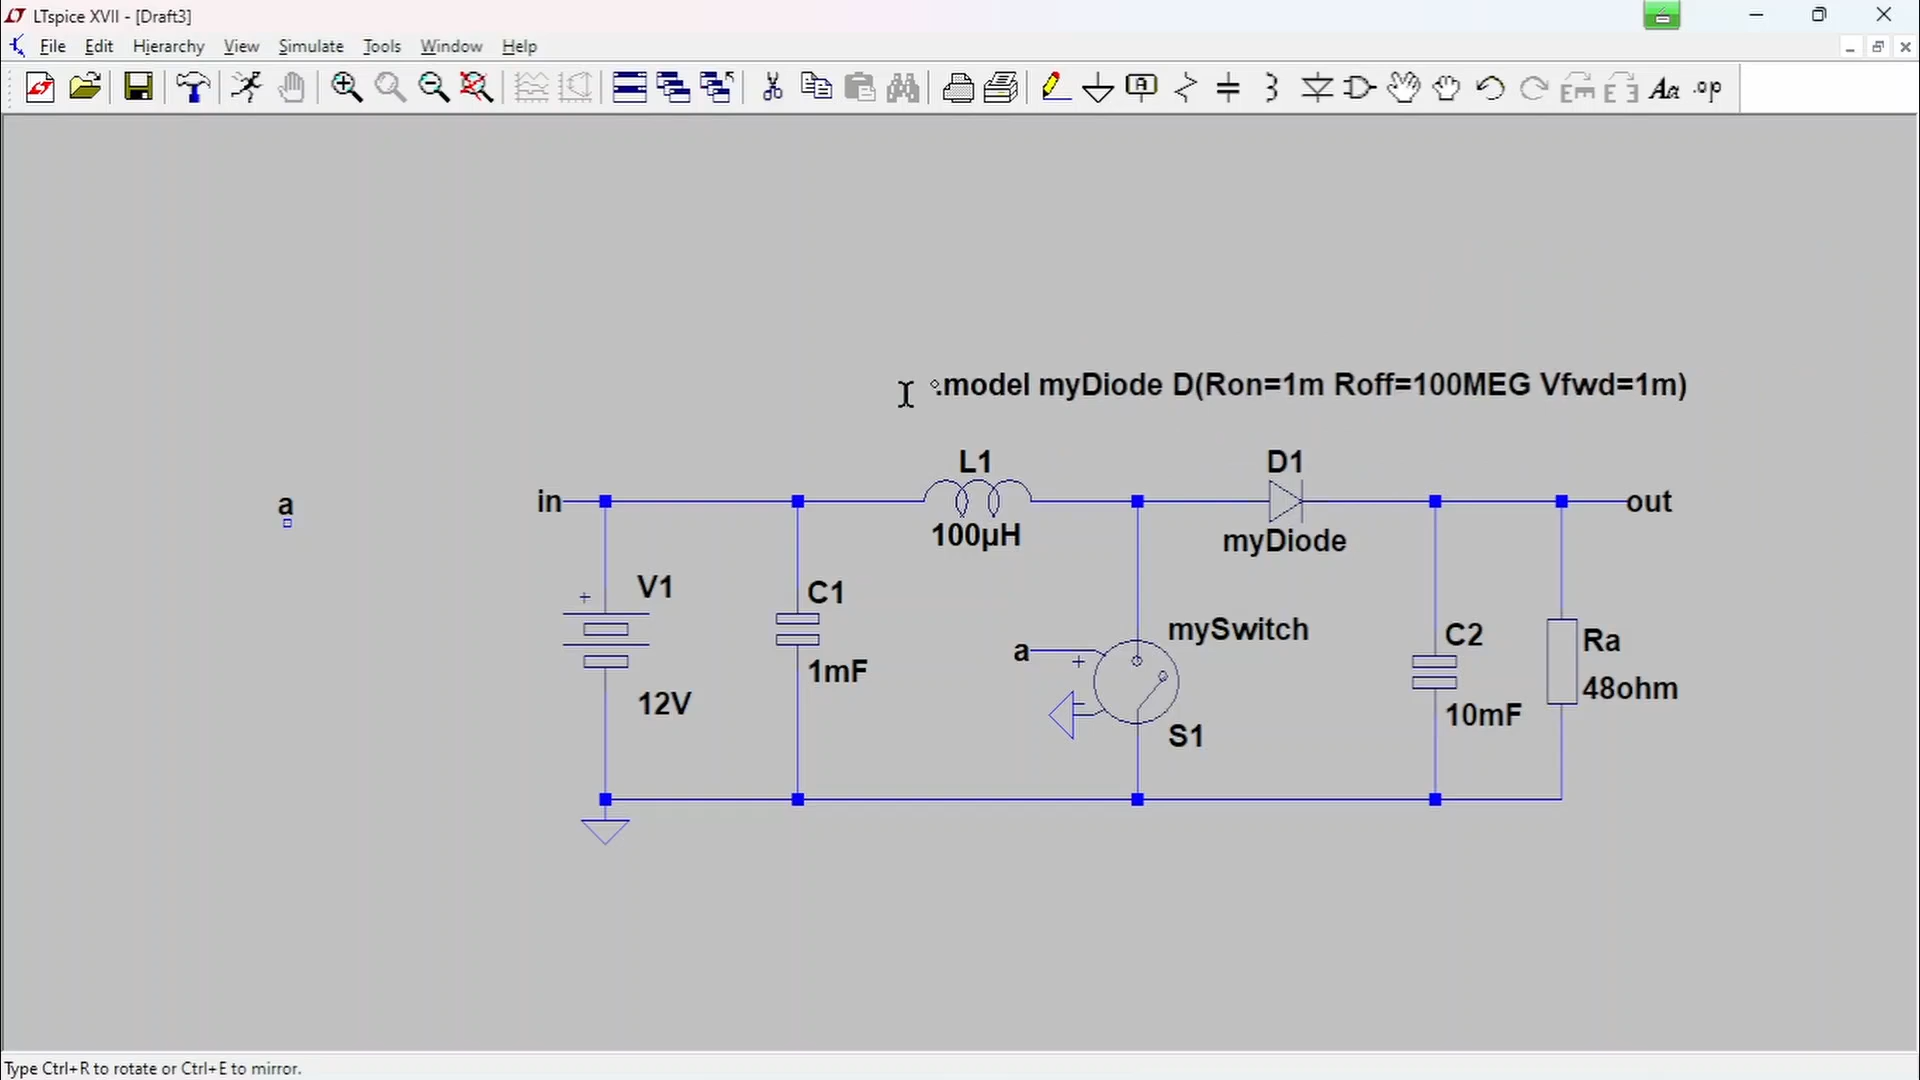 LTspice XVII - [Draft3]
File Edit Hierarchy View Simulate Tools Window Help
A Aa .op
.model myDiode D(Ron=1m Roff=100MEG Vfwd=1m)
L1 D1
a in out
100µH myDiode
+ V1 C1
mySwitch C2
a + Ra
1mF 48ohm
12V 10mF
S1
Type Ctrl+R to rotate or Ctrl+E to mirror.